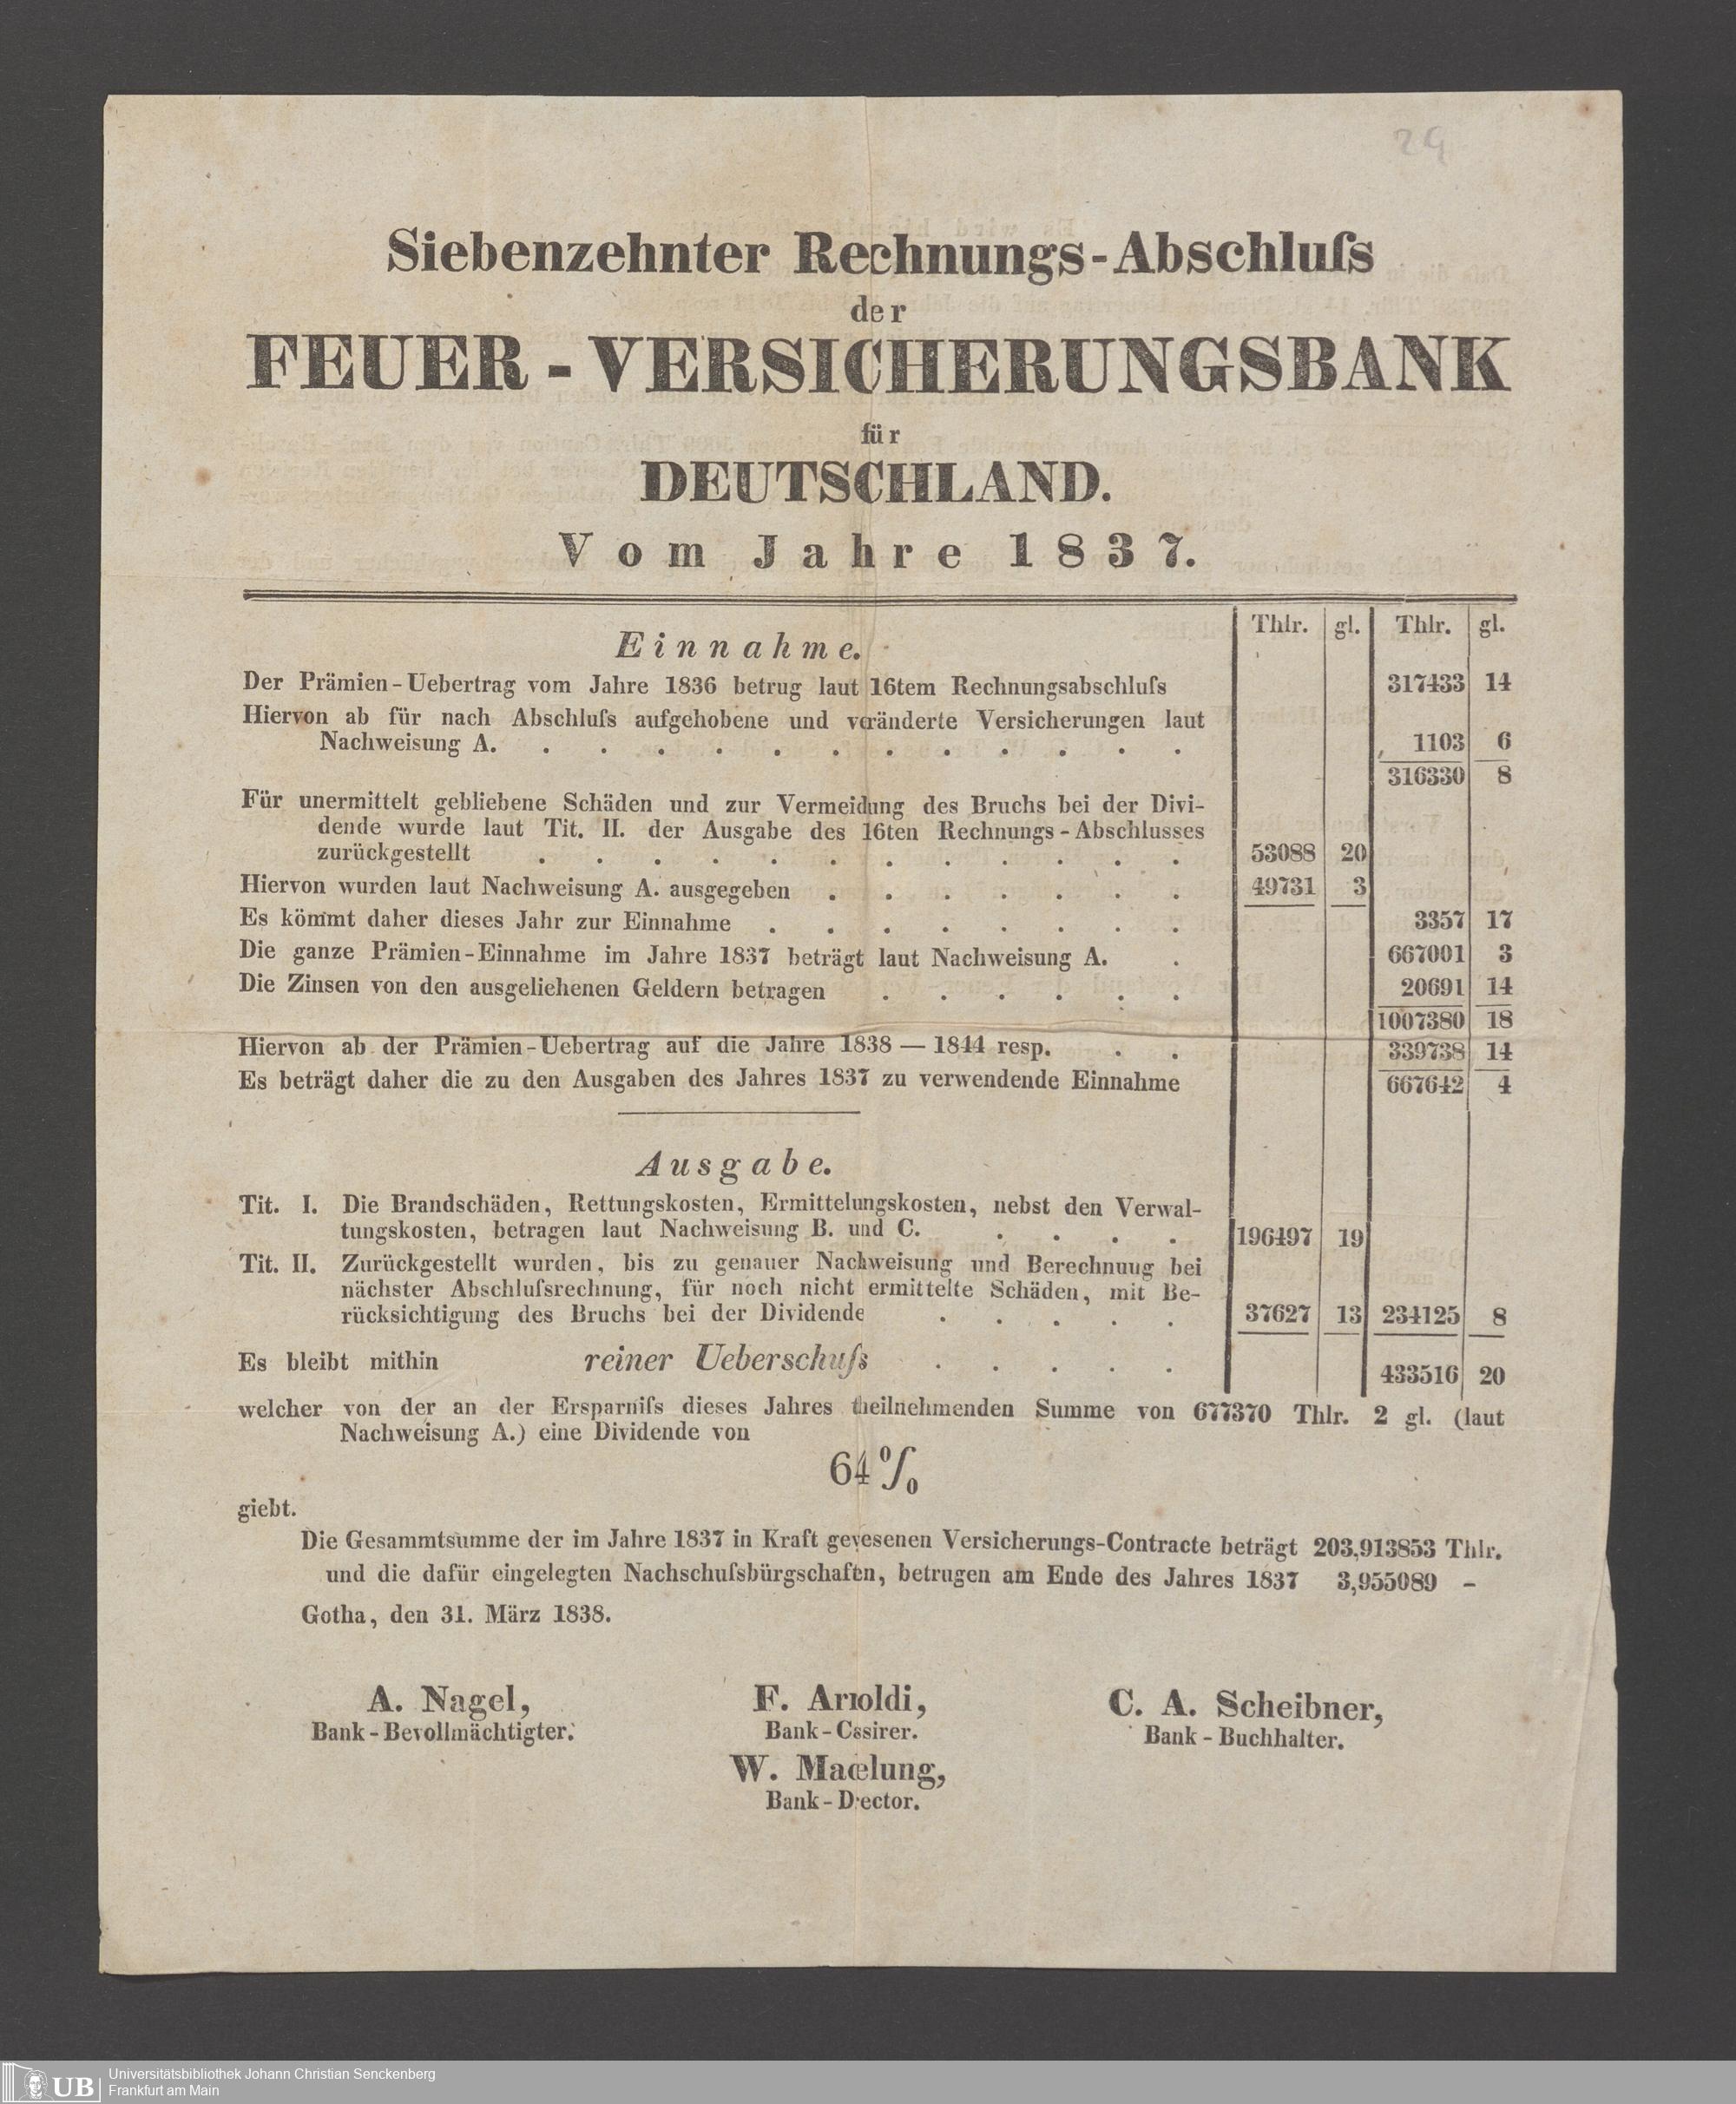 29
Siebenzehnter Rechnungs-Abschluſs
der
FEUER-VERSICHERUNGSBANK
für
DEUTSCHLAND.
Vom Jahre 1837.
Thlr. gl. Thlr. gl.
Einnahme.
Der Prämien-Uebertrag vom Jahre 1836 betrug laut 16tem Rechnungsabschluſs 317433 14
Hiervon ab für nach Abschluſs aufgehobene und veränderte Versicherungen laut
Nachweisung A. . . . . . . . . . . . . 1103 6
316330 8
Für unermittelt gebliebene Schäden und zur Vermeidung des Bruchs bei der Divi-
dende wurde laut Tit. II. der Ausgabe des 16ten Rechnungs-Abschlusses
zurückgestellt . . . . . . . . . . . . 53088 20
Hiervon wurden laut Nachweisung A. ausgegeben . . . . . . . 49731 3
Es kömmt daher dieses Jahr zur Einnahme . . . . . . . . 3357 17
Die ganze Prämien-Einnahme im Jahre 1837 beträgt laut Nachweisung A. . 667001 3
Die Zinsen von den ausgeliehenen Geldern betragen . . . . . . 20691 14
1007380 18
Hiervon ab der Prämien-Uebertrag auf die Jahre 1838 — 1844 resp. . . 339738 14
Es beträgt daher die zu den Ausgaben des Jahres 1837 zu verwendende Einnahme 667642 4
Ausgabe.
Tit. I. Die Brandschäden, Rettungskosten, Ermittelungskosten, nebst den Verwal-
tungskosten, betragen laut Nachweisung B. und C. . . . . 196497 19
Tit. II. Zurückgestellt wurden, bis zu genauer Nachweisung und Berechnuug bei
nächster Abschluſsrechnung, für noch nicht ermittelte Schäden, mit Be-
rücksichtigung des Bruchs bei der Dividende . . . . . 37627 13 234125 8
Es bleibt mithin reiner Ueberschuſs . . . . . 433516 20
welcher von der an der Ersparniſs dieses Jahres theilnehmenden Summe von 677370 Thlr. 2 gl. (laut
Nachweisung A.) eine Dividende von
64 %
giebt.
Die Gesammtsumme der im Jahre 1837 in Kraft gewesenen Versicherungs-Contracte beträgt 203,913853 Thlr.
und die dafür eingelegten Nachschuſsbürgschaften, betrugen am Ende des Jahres 1837 3,955089 -
Gotha, den 31. März 1838.
A. Nagel, F. Arnoldi, C. A. Scheibner,
Bank-Bevollmächtigter. Bank-Cassirer. Bank-Buchhalter.
W. Madelung,
Bank-Director.
UB Universitätsbibliothek Johann Christian Senckenberg
Frankfurt am Main